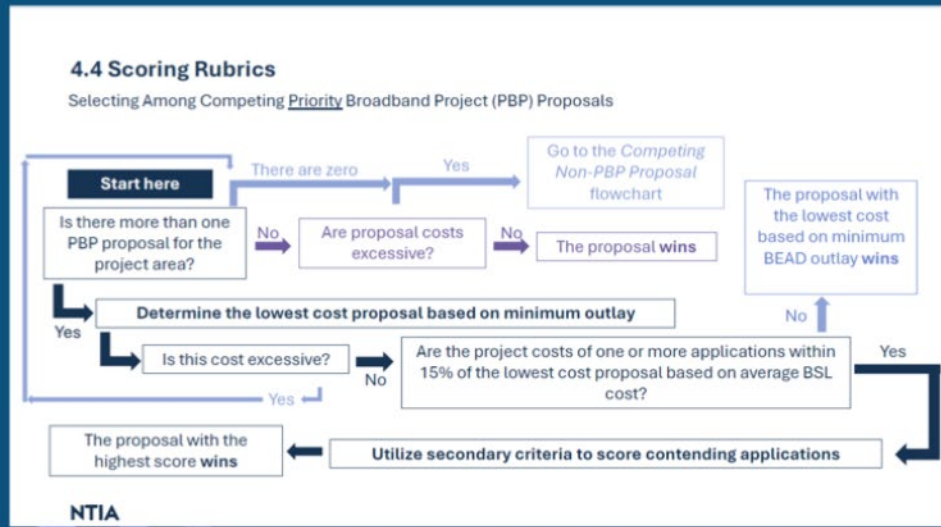 4.4 Scoring Rubrics
Selecting Among Competing Priority Broadband Project (PBP) Proposals
Start here
There are zero
Yes
Go to the Competing
Non-PBP Proposal
flowchart
The proposal with
the lowest cost
based on minimum
BEAD outlay wins
Is there more than one
PBP proposal for the
project area?
No
Are proposal costs
excessive?
No
The proposal wins
Yes
Determine the lowest cost proposal based on minimum outlay
No
Is this cost excessive?
No
Are the project costs of one or more applications within
15% of the lowest cost proposal based on average BSL
cost?
Yes
Yes
The proposal with the
highest score wins
Utilize secondary criteria to score contending applications
NTIA